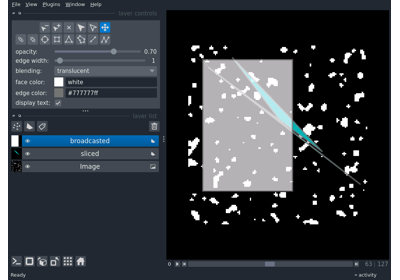 File View Plugins Window Help
layer controls
opacity: 0.70
edge width: 1
blending: translucent
face color: white
edge color: #777777ff
display text:
layer list
broadcasted
sliced
Image
63 127
Ready
activity